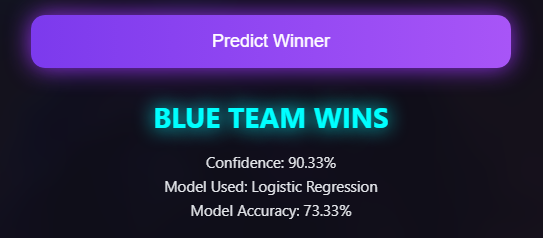 Predict Winner
BLUE TEAM WINS
Confidence: 90.33%
Model Used: Logistic Regression
Model Accuracy: 73.33%